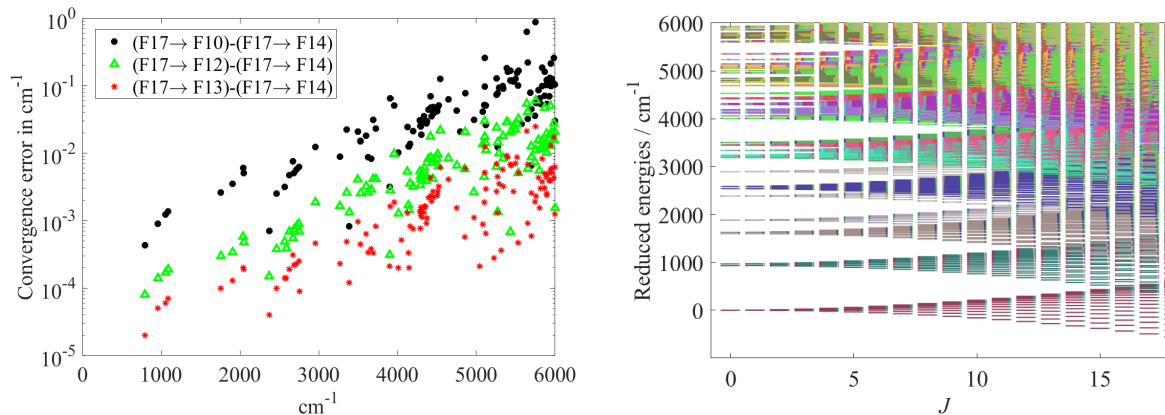 10^0
10^-1
10^-2
10^-3
10^-4
10^-5
Convergence error in cm^-1
(F17→ F10)-(F17→ F14)
(F17→ F12)-(F17→ F14)
(F17→ F13)-(F17→ F14)
1000 2000 3000 4000 5000 6000
cm^-1
6000
5000
4000
3000
2000
1000
0
Reduced energies / cm^-1
0 5 10 15
J